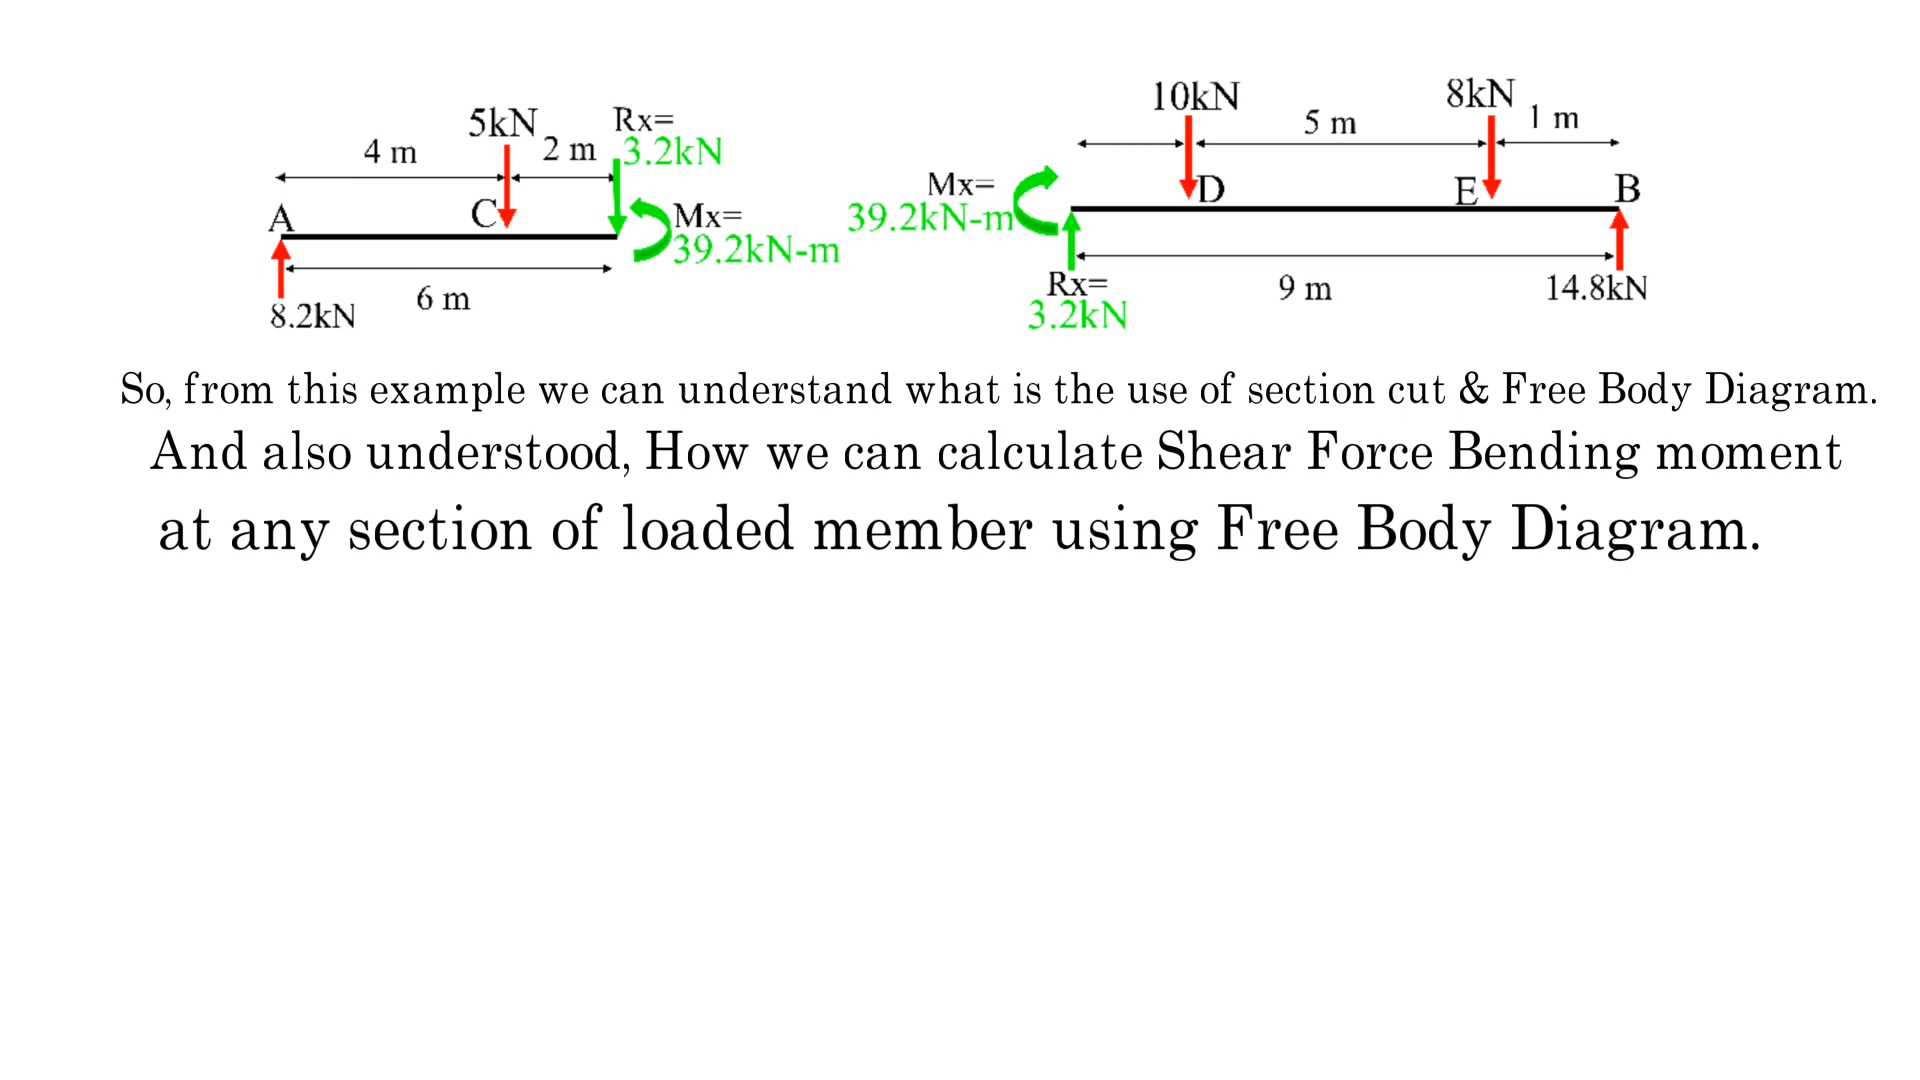 5kN
Rx=
4 m
2 m
3.2kN
A
C
Mx=
39.2kN-m
6 m
8.2kN
10kN
8kN
5 m
1 m
Mx=
39.2kN-m
D
E
B
Rx=
3.2kN
9 m
14.8kN
So, from this example we can understand what is the use of section cut & Free Body Diagram.
And also understood, How we can calculate Shear Force Bending moment
at any section of loaded member using Free Body Diagram.